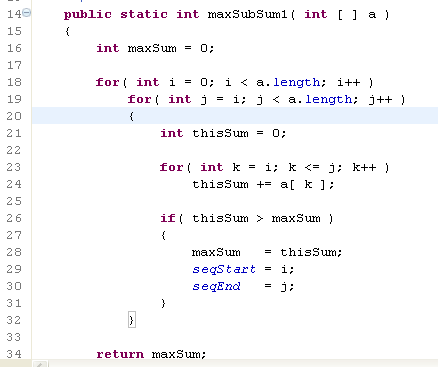 14 public static int maxSubSum1( int [ ] a )
15 {
16 int maxSum = 0;
17
18 for( int i = 0; i < a.length; i++ )
19 for( int j = i; j < a.length; j++ )
20 {
21 int thisSum = 0;
22
23 for( int k = i; k <= j; k++ )
24 thisSum += a[ k ];
25
26 if( thisSum > maxSum )
27 {
28 maxSum = thisSum;
29 seqStart = i;
30 seqEnd = j;
31 }
32 }
33
34 return maxSum;